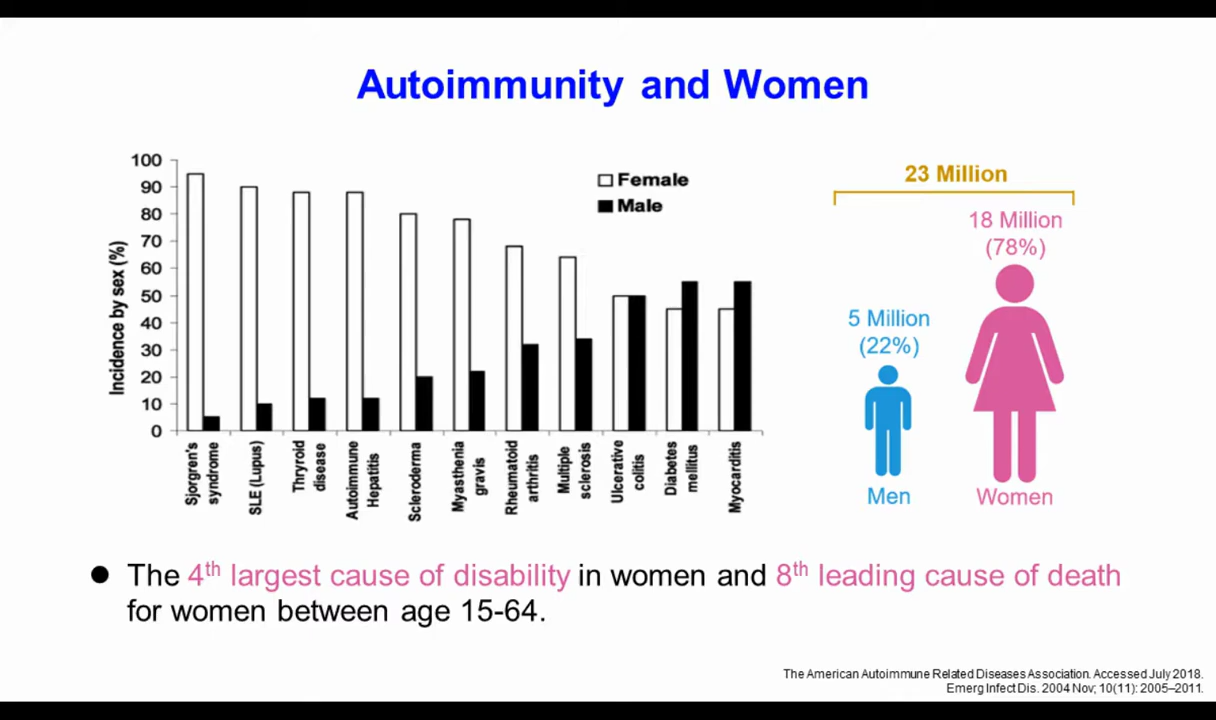 Autoimmunity and Women
Incidence by sex (%)
100
90
80
70
60
50
40
30
20
10
0
Female
Male
Sjorgren's
syndrome
SLE (Lupus)
Thryroid
disease
Autoimmune
Hepatitis
Scleroderma
Myasthenia
gravis
Rheumatoid
arthritis
Multiple
sclerosis
Ulcerative
colitis
Diabetes
mellitus
Myocarditis
23 Million
18 Million
(78%)
5 Million
(22%)
Men
Women
● The 4th largest cause of disability in women and 8th leading cause of death
for women between age 15-64.
The American Autoimmune Related Diseases Association. Accessed July 2018.
Emerg Infect Dis. 2004 Nov; 10(11): 2005–2011.